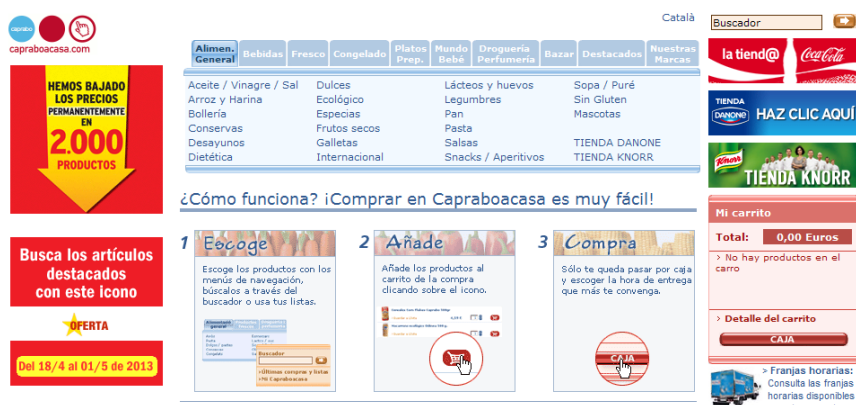 Català
caprabo
capraboacasa.com
Buscador
Alimen. General
Bebidas
Fresco
Congelado
Platos Prep.
Mundo Bebé
Droguería Perfumería
Bazar
Destacados
Nuestras Marcas
Aceite / Vinagre / Sal
Arroz y Harina
Bollería
Conservas
Desayunos
Dietética
Dulces
Ecológico
Especias
Frutos secos
Galletas
Internacional
Lácteos y huevos
Legumbres
Pan
Pasta
Salsas
Snacks / Aperitivos
Sopa / Puré
Sin Gluten
Mascotas
TIENDA DANONE
TIENDA KNORR
HEMOS BAJADO
LOS PRECIOS
PERMANENTEMENTE
EN
2.000
PRODUCTOS
Busca los artículos
destacados
con este icono
OFERTA
Del 18/4 al 01/5 de 2013
¿Cómo funciona? ¡Comprar en Capraboacasa es muy fácil!
1 Escoge
Escoge los productos con los
menús de navegación,
búscalos a través del
buscador o usa tus listas.
Buscador
»Últimas compras y listas
»Mi Capraboacasa
2 Añade
Añade los productos al
carrito de la compra
clicando sobre el icono.
3 Compra
Sólo te queda pasar por caja
y escoger la hora de entrega
que más te convenga.
CAJA
la tiend@ Coca-Cola
TIENDA
DANONE
HAZ CLIC AQUÍ
Knorr
TIENDA KNORR
Mi carrito
Total: 0,00 Euros
> No hay productos en el
carro
> Detalle del carrito
CAJA
> Franjas horarias:
Consulta las franjas
horarias disponibles